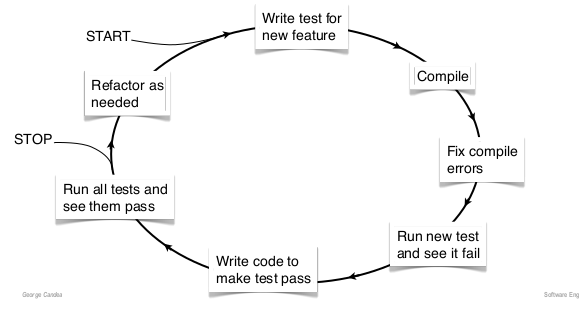 START
Write test for
new feature
Compile
Refactor as
needed
STOP
Fix compile
errors
Run all tests and
see them pass
Run new test
and see it fail
Write code to
make test pass
George Candea
Software Eng